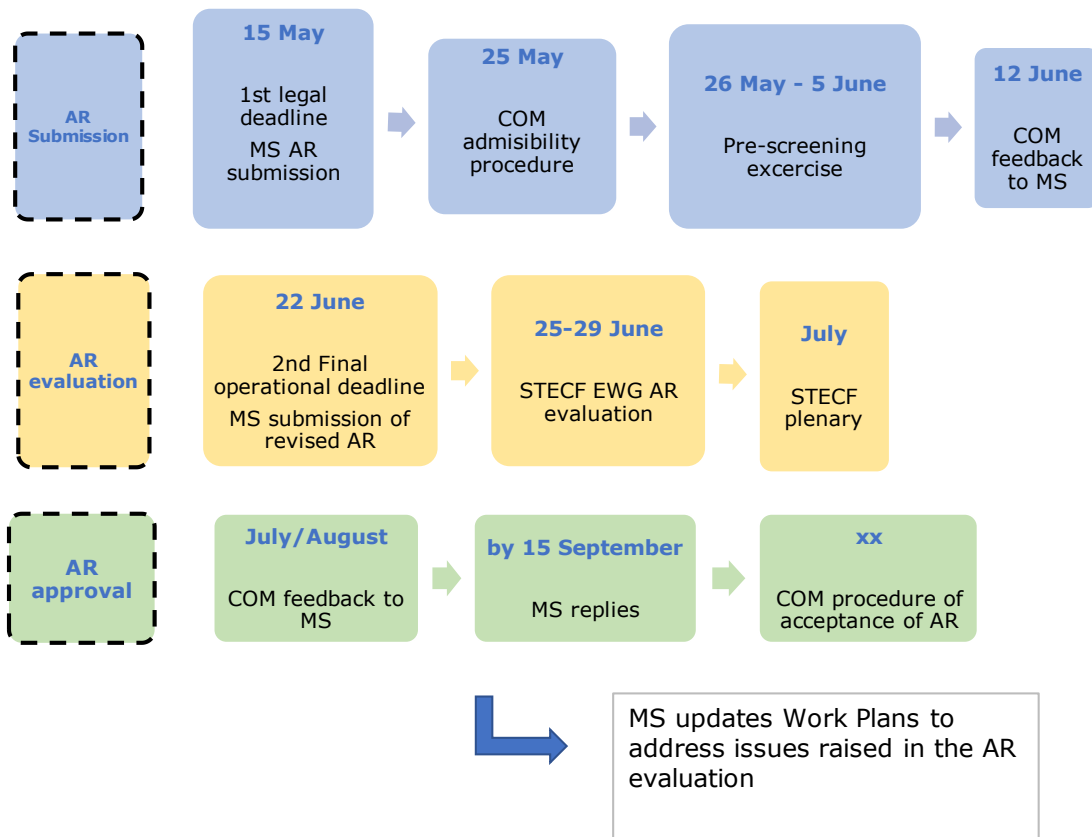 AR
Submission
15 May
1st legal
deadline
MS AR
submission
25 May
COM
admisibility
procedure
26 May - 5 June
Pre-screening
excercise
12 June
COM
feedback
to MS
AR
evaluation
22 June
2nd Final
operational deadline
MS submission of
revised AR
25-29 June
STECF EWG AR
evaluation
July
STECF
plenary
AR
approval
July/August
COM feedback to
MS
by 15 September
MS replies
xx
COM procedure of
acceptance of AR
MS updates Work Plans to
address issues raised in the AR
evaluation